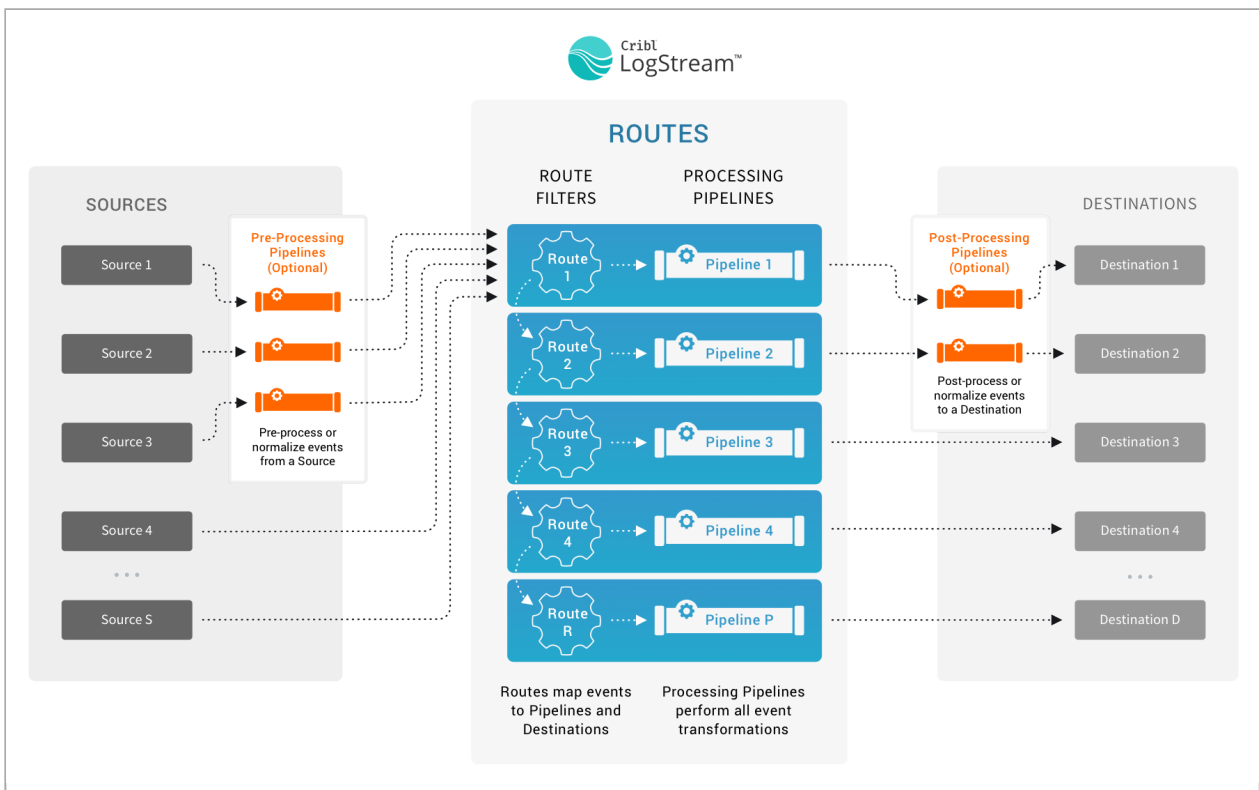 Cribl
LogStream™
ROUTES
ROUTE
FILTERS
PROCESSING
PIPELINES
SOURCES
Source 1
Source 2
Source 3
Source 4
...
Source S
Pre-Processing
Pipelines
(Optional)
Pre-process or
normalize events
from a Source
Route
1
Pipeline 1
Route
2
Pipeline 2
Route
3
Pipeline 3
Route
4
Pipeline 4
Route
R
Pipeline P
Routes map events
to Pipelines and
Destinations
Processing Pipelines
perform all event
transformations
Post-Processing
Pipelines
(Optional)
Post-process or
normalize events
to a Destination
DESTINATIONS
Destination 1
Destination 2
Destination 3
Destination 4
...
Destination D